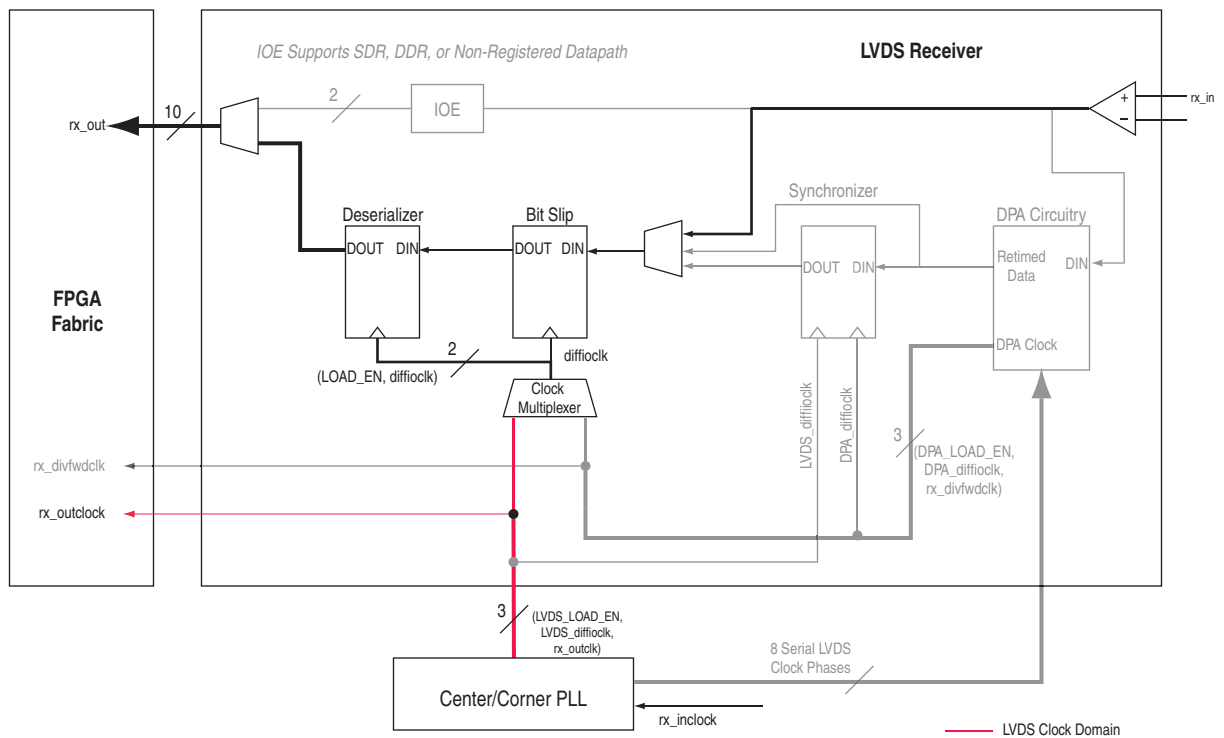 IOE Supports SDR, DDR, or Non-Registered Datapath
LVDS Receiver
2
IOE
+
–
rx_in
10
rx_out
Synchronizer
Deserializer
Bit Slip
DPA Circuitry
DOUT DIN
DOUT DIN
DOUT DIN
Retimed
Data
DIN
FPGA
Fabric
2
(LOAD_EN, diffioclk)
diffioclk
DPA Clock
Clock
Multiplexer
LVDS_diffiioclk
DPA_diffioclk
3
(DPA_LOAD_EN,
DPA_diffioclk,
rx_divfwdclk)
rx_divfwdclk
rx_outclock
3
(LVDS_LOAD_EN,
LVDS_diffioclk,
rx_outclk)
8 Serial LVDS
Clock Phases
Center/Corner PLL
rx_inclock
LVDS Clock Domain